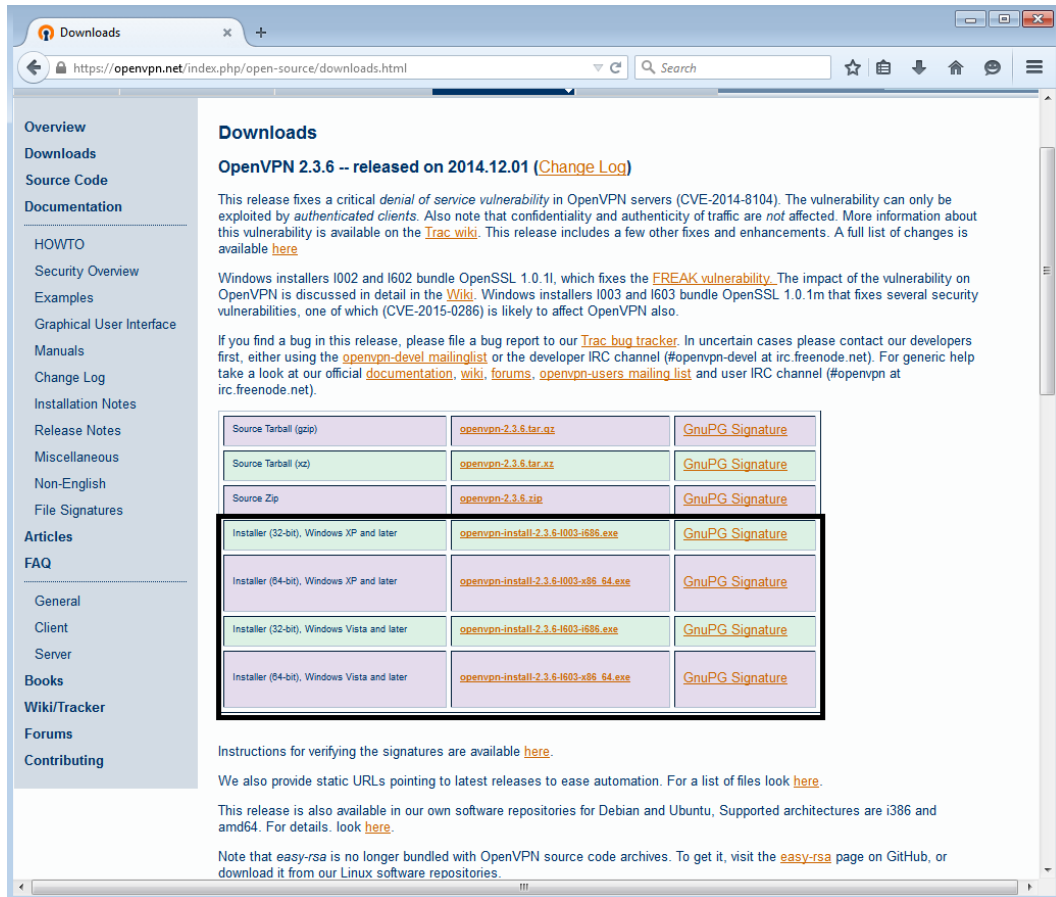 Downloads
https://openvpn.net/index.php/open-source/downloads.html
Search
Overview
Downloads
Source Code
Documentation
HOWTO
Security Overview
Examples
Graphical User Interface
Manuals
Change Log
Installation Notes
Release Notes
Miscellaneous
Non-English
File Signatures
Articles
FAQ
General
Client
Server
Books
Wiki/Tracker
Forums
Contributing
Downloads
OpenVPN 2.3.6 -- released on 2014.12.01 (Change Log)
This release fixes a critical denial of service vulnerability in OpenVPN servers (CVE-2014-8104). The vulnerability can only be
exploited by authenticated clients. Also note that confidentiality and authenticity of traffic are not affected. More information about
this vulnerability is available on the Trac wiki. This release includes a few other fixes and enhancements. A full list of changes is
available here
Windows installers I002 and I602 bundle OpenSSL 1.0.1l, which fixes the FREAK vulnerability. The impact of the vulnerability on
OpenVPN is discussed in detail in the Wiki. Windows installers I003 and I603 bundle OpenSSL 1.0.1m that fixes several security
vulnerabilities, one of which (CVE-2015-0286) is likely to affect OpenVPN also.
If you find a bug in this release, please file a bug report to our Trac bug tracker. In uncertain cases please contact our developers
first, either using the openvpn-devel mailinglist or the developer IRC channel (#openvpn-devel at irc.freenode.net). For generic help
take a look at our official documentation, wiki, forums, openvpn-users mailing list and user IRC channel (#openvpn at
irc.freenode.net).
Source Tarball (gzip) openvpn-2.3.6.tar.gz GnuPG Signature
Source Tarball (xz) openvpn-2.3.6.tar.xz GnuPG Signature
Source Zip openvpn-2.3.6.zip GnuPG Signature
Installer (32-bit), Windows XP and later openvpn-install-2.3.6-I003-i686.exe GnuPG Signature
Installer (64-bit), Windows XP and later openvpn-install-2.3.6-I003-x86_64.exe GnuPG Signature
Installer (32-bit), Windows Vista and later openvpn-install-2.3.6-I603-i686.exe GnuPG Signature
Installer (64-bit), Windows Vista and later openvpn-install-2.3.6-I603-x86_64.exe GnuPG Signature
Instructions for verifying the signatures are available here.
We also provide static URLs pointing to latest releases to ease automation. For a list of files look here.
This release is also available in our own software repositories for Debian and Ubuntu, Supported architectures are i386 and
amd64. For details. look here.
Note that easy-rsa is no longer bundled with OpenVPN source code archives. To get it, visit the easy-rsa page on GitHub, or
download it from our Linux software repositories.